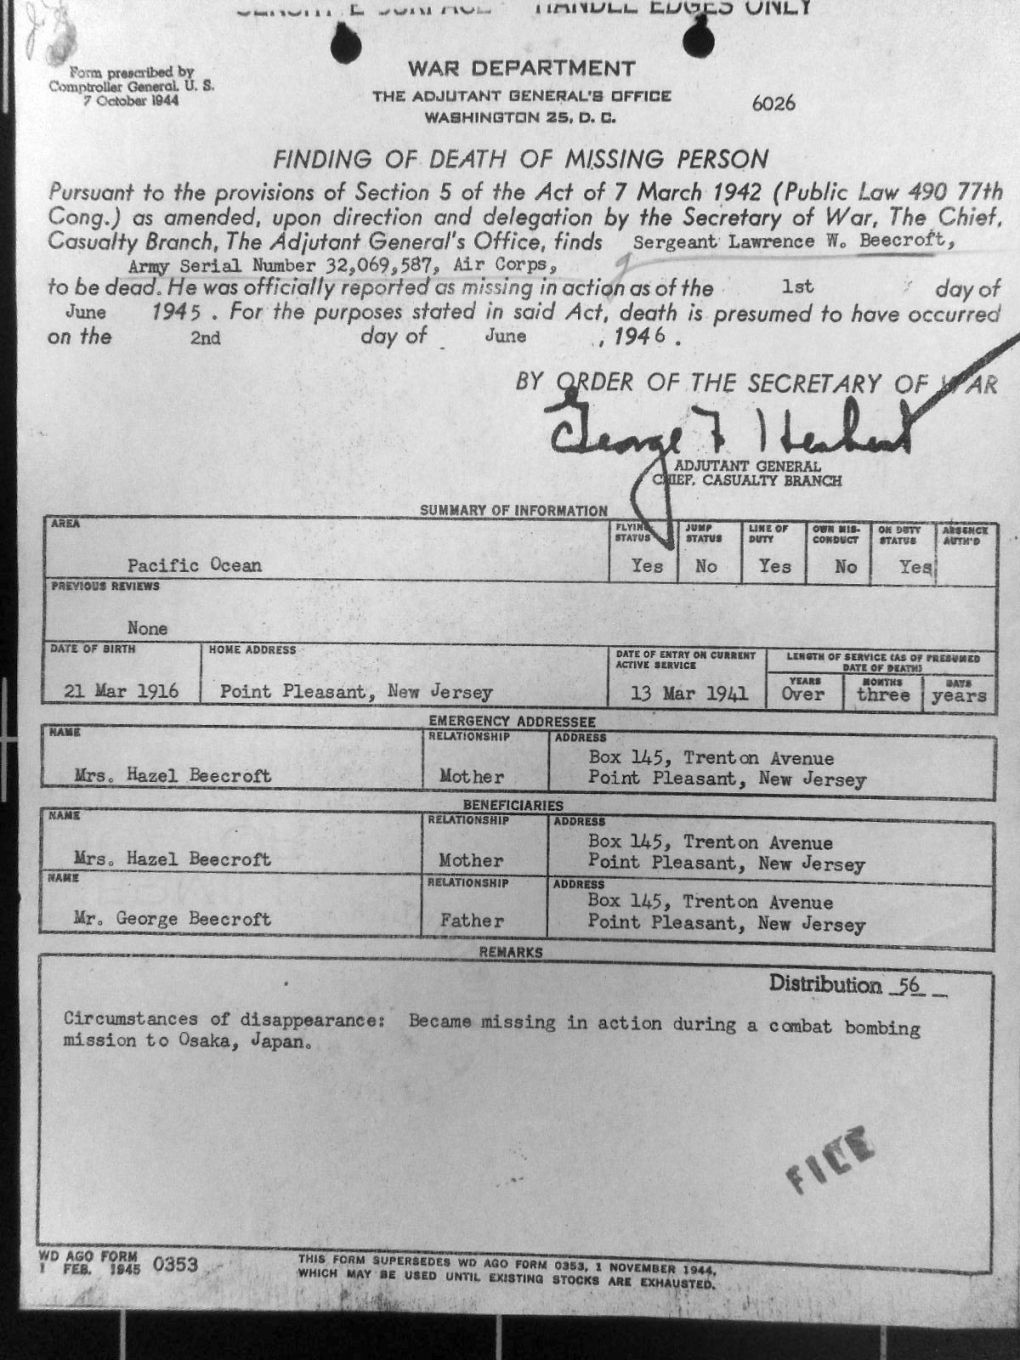 HANDLE EDGES ONLY
Form prescribed by
Comptroller General, U. S.
7 October 1944
WAR DEPARTMENT
THE ADJUTANT GENERAL'S OFFICE
WASHINGTON 25, D. C.
6026
FINDING OF DEATH OF MISSING PERSON
Pursuant to the provisions of Section 5 of the Act of 7 March 1942 (Public Law 490 77th
Cong.) as amended, upon direction and delegation by the Secretary of War, The Chief,
Casualty Branch, The Adjutant General's Office, finds Sergeant Lawrence W. Beecroft,
Army Serial Number 32,069,587, Air Corps,
to be dead. He was officially reported as missing in action as of the 1st day of
June 1945 . For the purposes stated in said Act, death is presumed to have occurred
on the 2nd day of June , 1946 .
BY ORDER OF THE SECRETARY OF WAR
George F Herbert
ADJUTANT GENERAL
CHIEF, CASUALTY BRANCH
SUMMARY OF INFORMATION
AREA
Pacific Ocean
FLYING STATUS
Yes
JUMP STATUS
No
LINE OF DUTY
Yes
OWN MIS-CONDUCT
No
ON DUTY STATUS
Yes
ABSENCE AUTH'D
PREVIOUS REVIEWS
None
DATE OF BIRTH
21 Mar 1916
HOME ADDRESS
Point Pleasant, New Jersey
DATE OF ENTRY ON CURRENT
ACTIVE SERVICE
13 Mar 1941
LENGTH OF SERVICE (AS OF PRESUMED
DATE OF DEATH)
YEARS MONTHS DAYS
Over three years
EMERGENCY ADDRESSEE
NAME RELATIONSHIP ADDRESS
Box 145, Trenton Avenue
Mrs. Hazel Beecroft Mother Point Pleasant, New Jersey
BENEFICIARIES
NAME RELATIONSHIP ADDRESS
Box 145, Trenton Avenue
Mrs. Hazel Beecroft Mother Point Pleasant, New Jersey
NAME RELATIONSHIP ADDRESS
Box 145, Trenton Avenue
Mr. George Beecroft Father Point Pleasant, New Jersey
REMARKS
Distribution 56
Circumstances of disappearance: Became missing in action during a combat bombing
mission to Osaka, Japan.
FILE
WD AGO FORM 0353
1 FEB. 1945
THIS FORM SUPERSEDES WD AGO FORM 0353, 1 NOVEMBER 1944,
WHICH MAY BE USED UNTIL EXISTING STOCKS ARE EXHAUSTED.